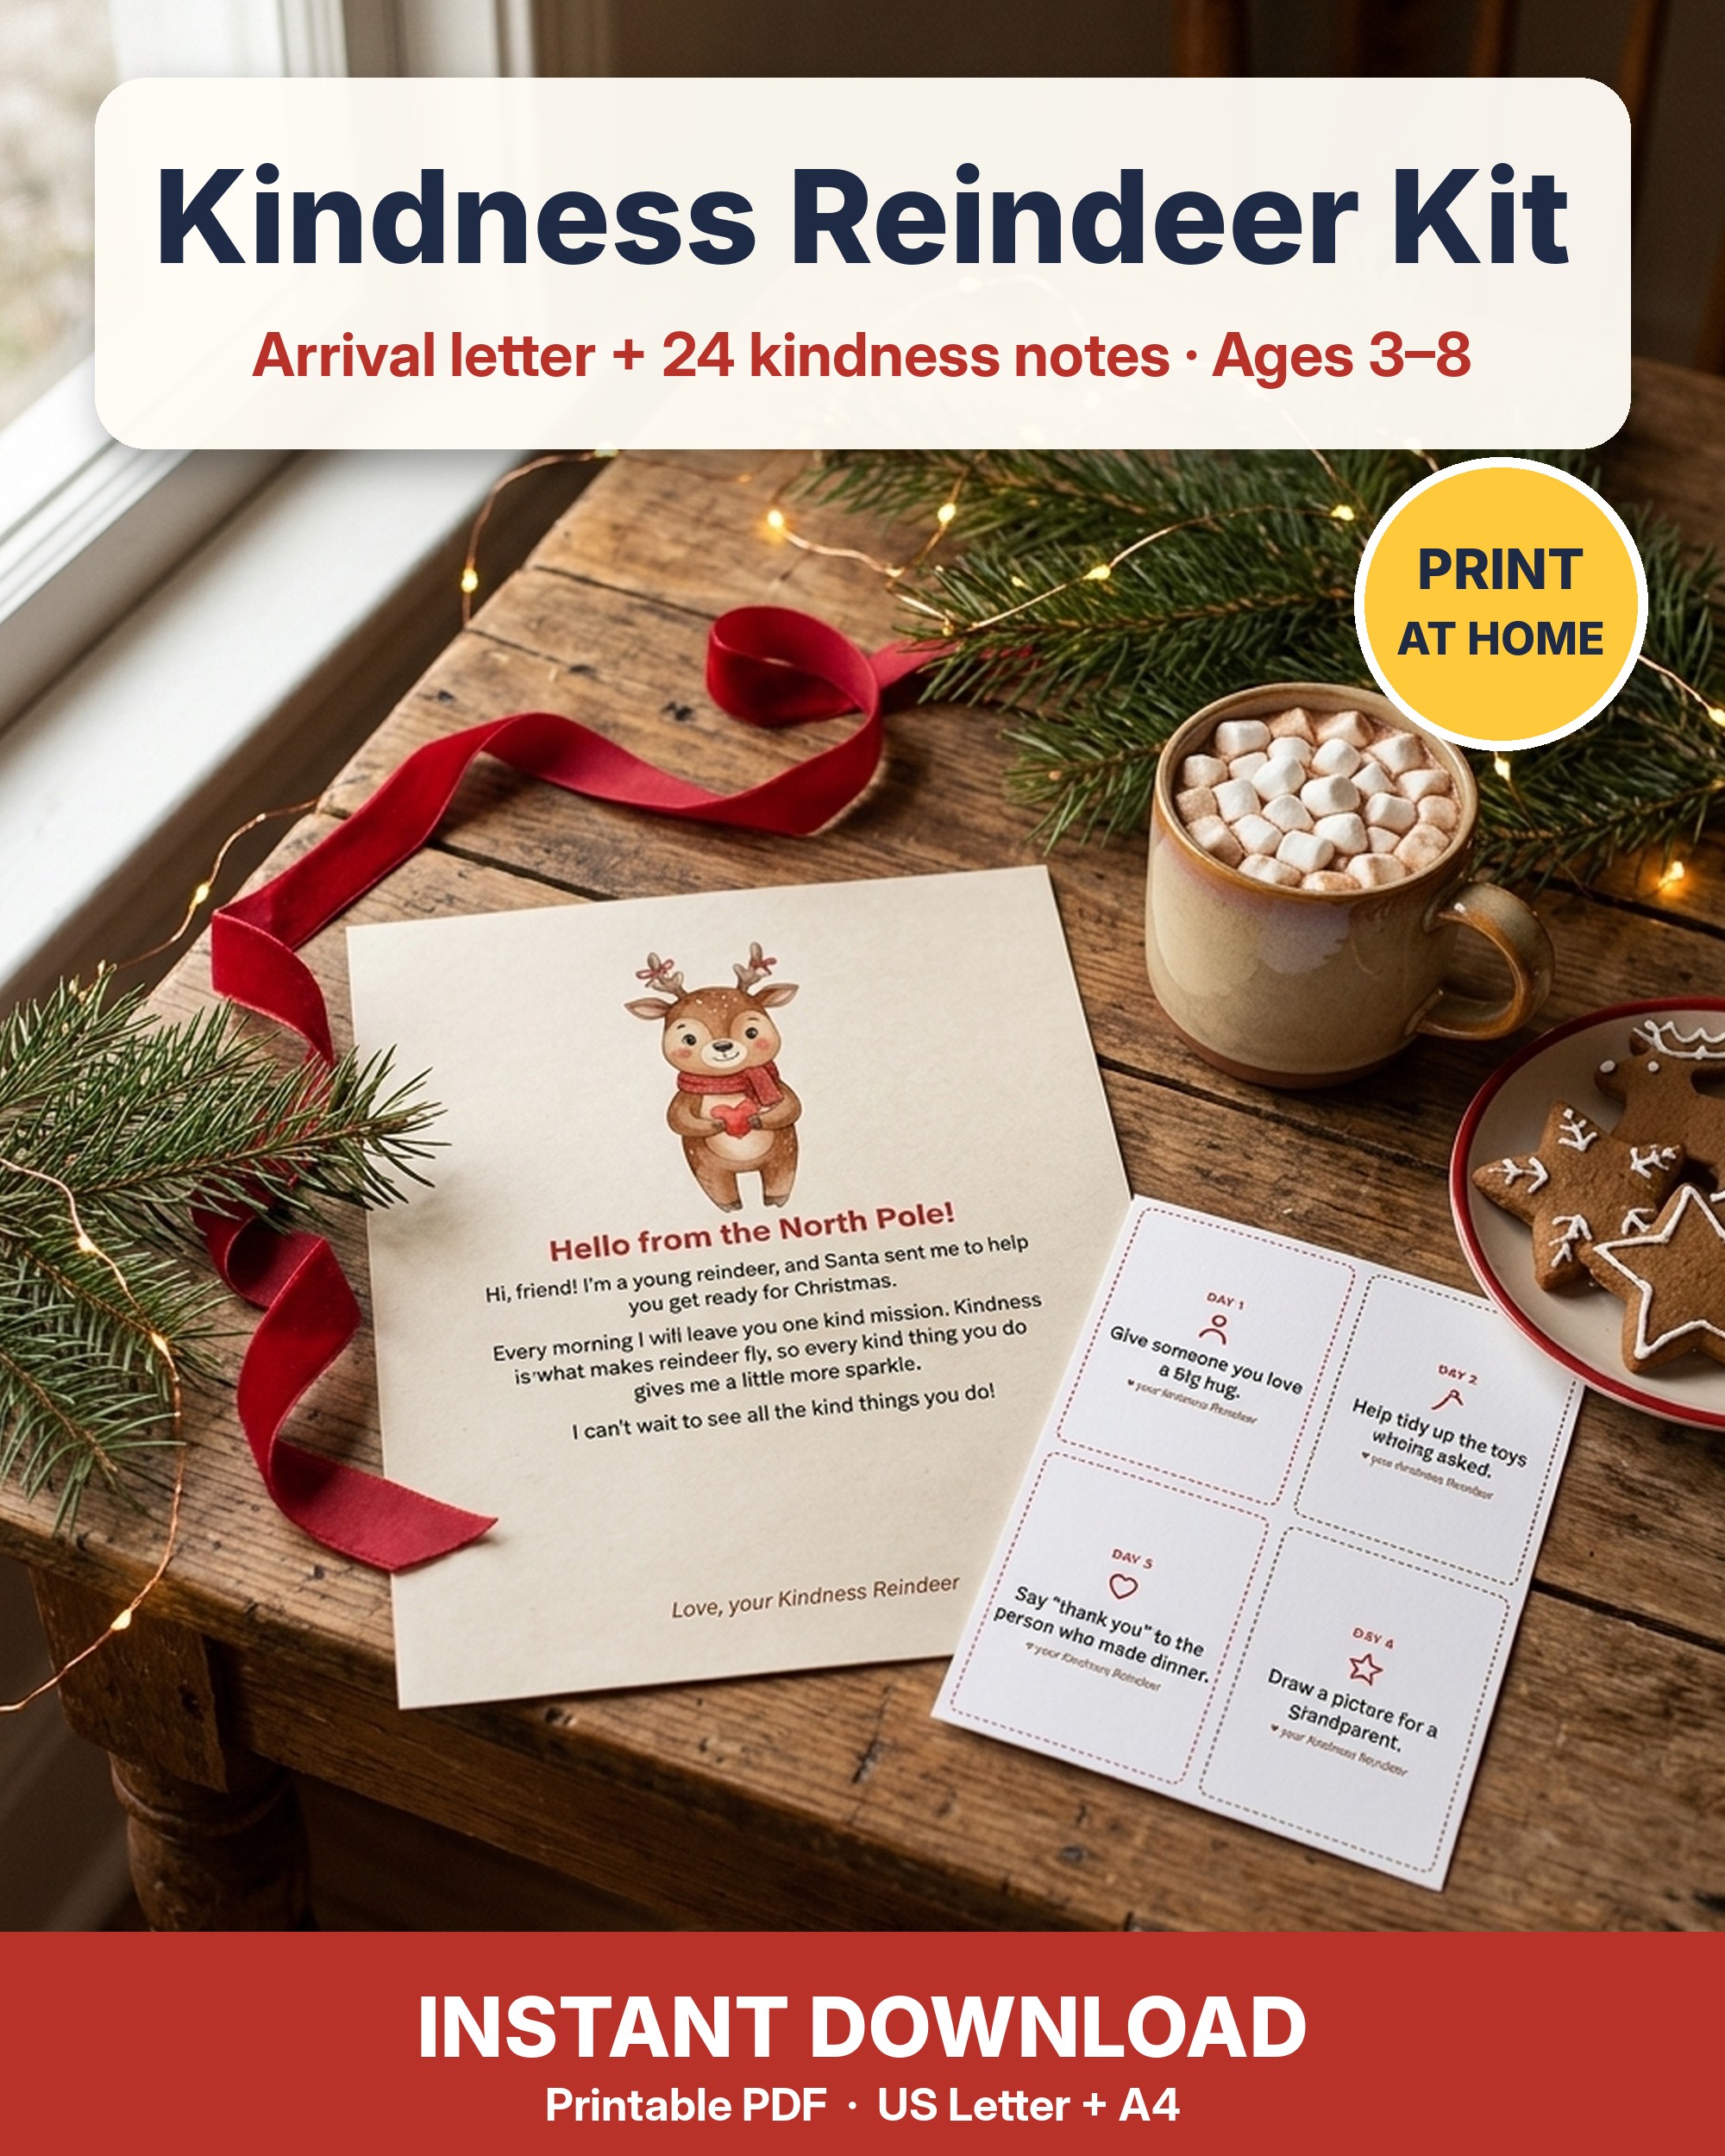 Kindness Reindeer Kit
Arrival letter + 24 kindness notes · Ages 3–8
PRINT
AT HOME
Hello from the North Pole!
Hi, friend! I'm a young reindeer, and Santa sent me to help
you get ready for Christmas.
Every morning I will leave you one kind mission. Kindness
is what makes reindeer fly, so every kind thing you do
gives me a little more sparkle.
I can't wait to see all the kind things you do!
Love, your Kindness Reindeer
DAY 1
Give someone you love
a big hug.
DAY 2
Help tidy up the toys
asked.
DAY 5
Say "thank you" to the
person who made dinner.
DAY 4
Draw a picture for a
INSTANT DOWNLOAD
Printable PDF · US Letter + A4